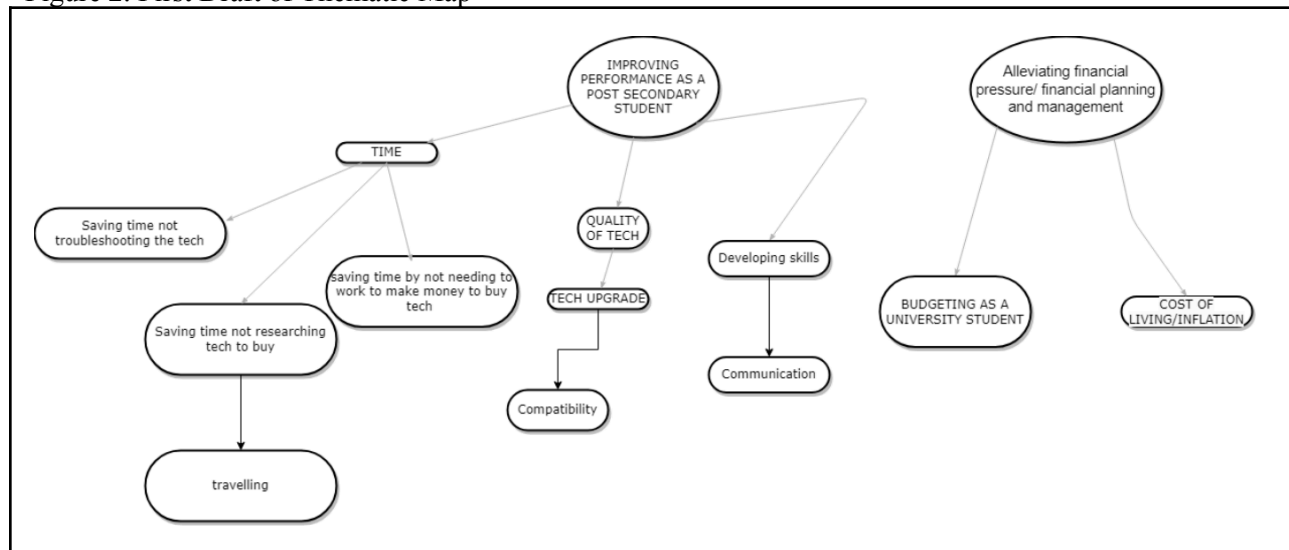 Figure 2. First Draft of Thematic Map
IMPROVING
PERFORMANCE AS A
POST SECONDARY
STUDENT
Alleviating financial
pressure/ financial planning
and management
TIME
Saving time not
troubleshooting the tech
saving time by not needing to
work to make money to buy
tech
Saving time not researching
tech to buy
travelling
QUALITY
OF TECH
TECH UPGRADE
Compatibility
Developing skills
Communication
BUDGETING AS A
UNIVERSITY STUDENT
COST OF
LIVING/INFLATION